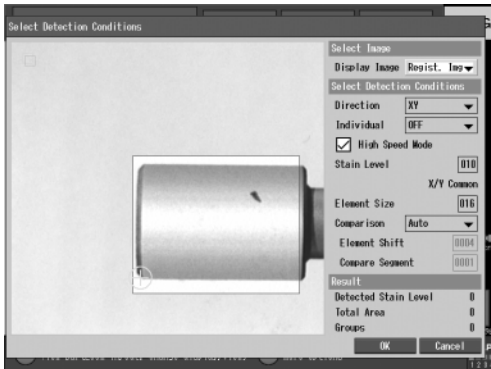 Select Detection Conditions
Select Image
Display Image Regist. Img
Select Detection Conditions
Direction XY
Individual OFF
High Speed Mode
Stain Level 010
X/Y Common
Element Size 016
Comparison Auto
Element Shift 0004
Compare Segment 0001
Result
Detected Stain Level 0
Total Area 0
Groups 0
OK Cancel